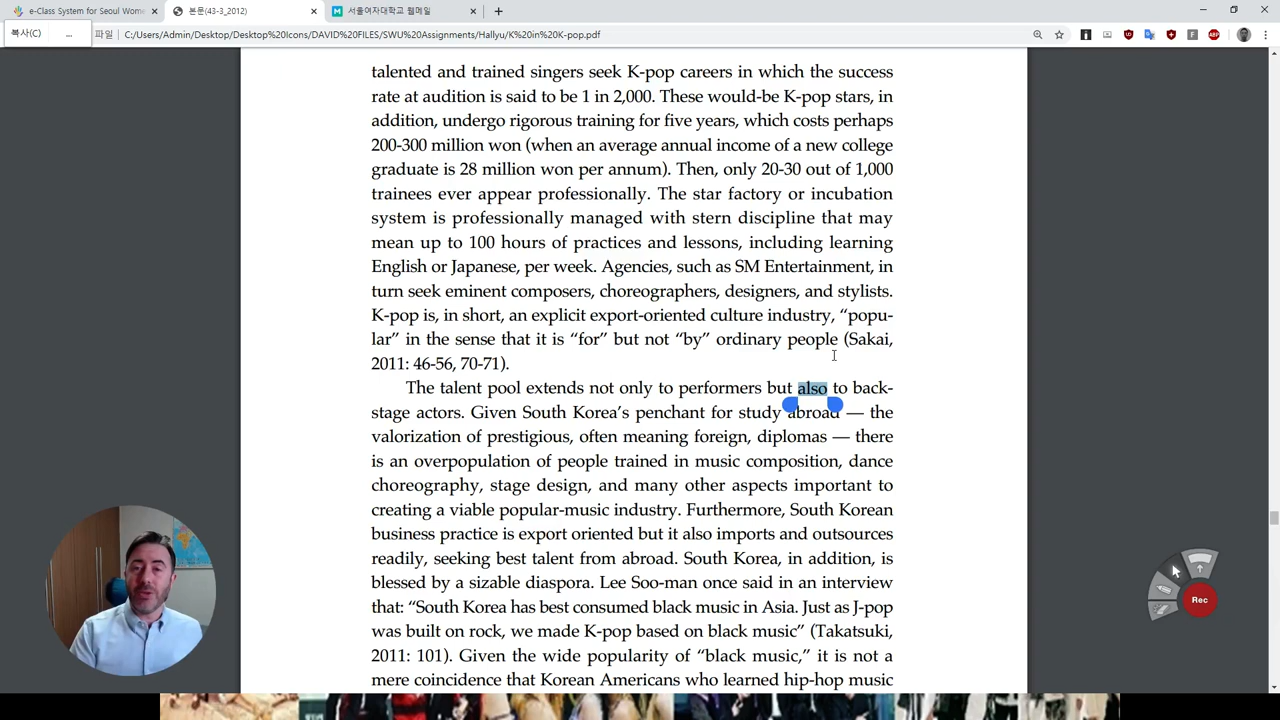 e-Class System for Seoul Wome
본문(43-3_2012)
서울여자대학교 웹메일
복사(C)
...
파일
C:/Users/Admin/Desktop/Desktop%20Icons/DAVID%20FILES/SWU%20Assignments/Hallyu/K%20in%20K-pop.pdf
talented and trained singers seek K-pop careers in which the success
rate at audition is said to be 1 in 2,000. These would-be K-pop stars, in
addition, undergo rigorous training for five years, which costs perhaps
200-300 million won (when an average annual income of a new college
graduate is 28 million won per annum). Then, only 20-30 out of 1,000
trainees ever appear professionally. The star factory or incubation
system is professionally managed with stern discipline that may
mean up to 100 hours of practices and lessons, including learning
English or Japanese, per week. Agencies, such as SM Entertainment, in
turn seek eminent composers, choreographers, designers, and stylists.
K-pop is, in short, an explicit export-oriented culture industry, “popu-
lar” in the sense that it is “for” but not “by” ordinary people (Sakai,
2011: 46-56, 70-71).
The talent pool extends not only to performers but also to back-
stage actors. Given South Korea’s penchant for study abroad — the
valorization of prestigious, often meaning foreign, diplomas — there
is an overpopulation of people trained in music composition, dance
choreography, stage design, and many other aspects important to
creating a viable popular-music industry. Furthermore, South Korean
business practice is export oriented but it also imports and outsources
readily, seeking best talent from abroad. South Korea, in addition, is
blessed by a sizable diaspora. Lee Soo-man once said in an interview
that: “South Korea has best consumed black music in Asia. Just as J-pop
was built on rock, we made K-pop based on black music” (Takatsuki,
2011: 101). Given the wide popularity of “black music,” it is not a
mere coincidence that Korean Americans who learned hip-hop music
Rec